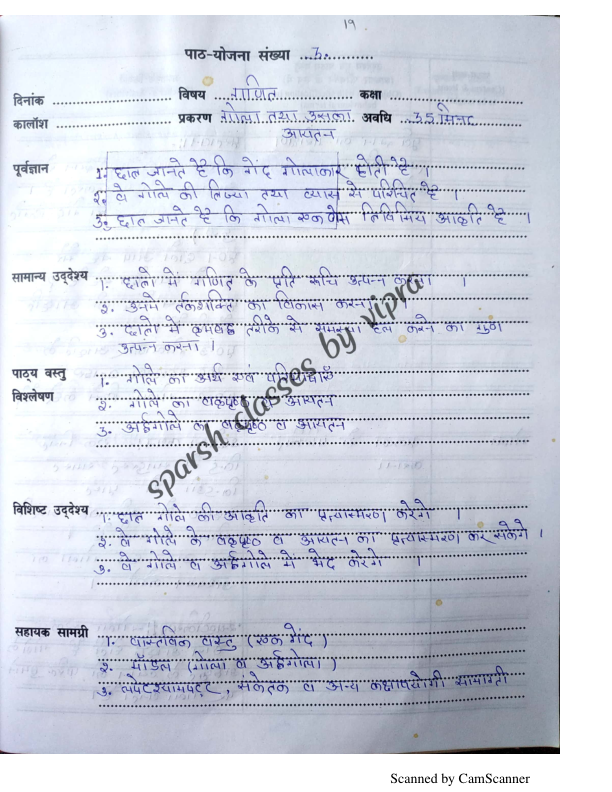 19
पाठ-योजना संख्या ....3...........
दिनांक .......... विषय ..गणित.......... कक्षा ..........
कालॉंश .......... प्रकरण गोला तथा उसका अवधि ..35 मिनट
आयतन
पूर्वज्ञान 1. छात्र जानते है कि गेंद गोलाकार होती है ।
2. वे गोले की त्रिज्या तथा व्यास से परिचित है ।
3. छात्र जानते है कि गोला एक त्रिविमिय आकृति है ।
सामान्य उद्देश्य 1. छात्रो में गणित के प्रति रूचि उत्पन्न करना ।
2. उनमे तर्कशक्ति का विकास करना ।
3. छात्रो मे क्रमबद्ध तरीके से समस्या हल करने का गुण
उत्पन्न करना ।
पाठ्य वस्तु 1. गोले का अर्थ एवं परिभाषाएँ
विश्लेषण 2. गोले का वक्रपृष्ठ व आयतन
3. अर्द्धगोले का वक्रपृष्ठ व आयतन
विशिष्ट उद्देश्य 1. छात्र गोले की आकृति का प्रत्यास्मरण करेगे ।
2. वे गोले के वक्रपृष्ठ व आयतन का प्रत्यास्मरण कर सकेगे ।
3. वे गोले व अर्द्धगोले में भेद करेगे ।
सहायक सामग्री 1. वास्तविक वस्तु (एक गेंद)
2. मॉडल (गोला व अर्द्धगोला)
3. लपेटश्यामपट्ट, संकेतक व अन्य कक्षोपयोगी सामाग्री
sparsh classes by vipra
Scanned by CamScanner